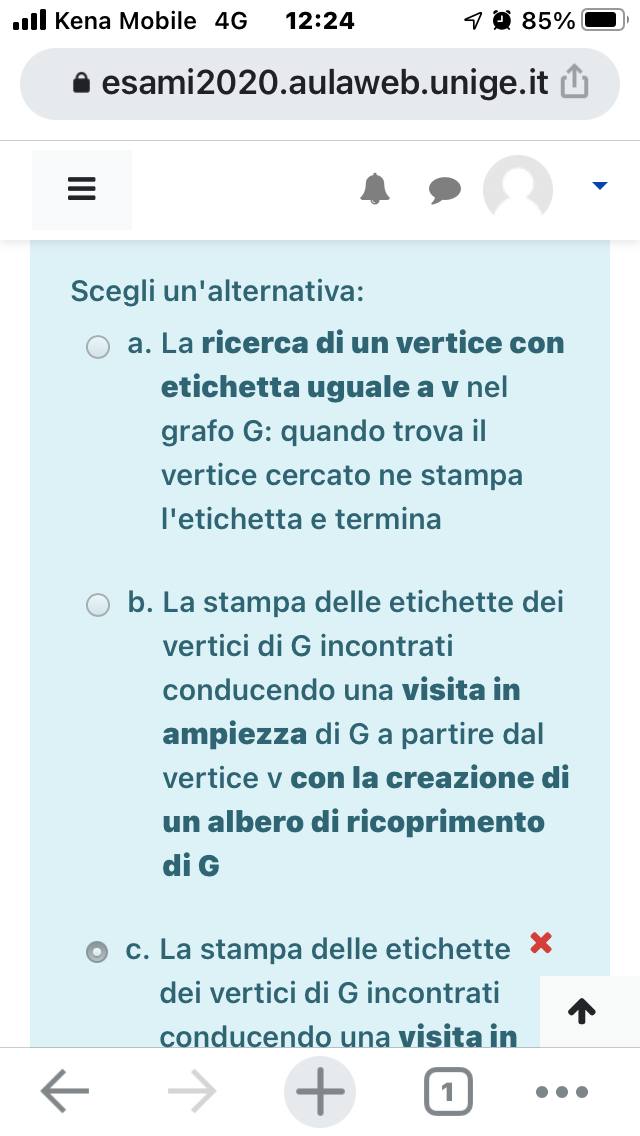 Kena Mobile 4G 12:24 85%
esami2020.aulaweb.unige.it
Scegli un'alternativa:
a. La ricerca di un vertice con
etichetta uguale a v nel
grafo G: quando trova il
vertice cercato ne stampa
l'etichetta e termina
b. La stampa delle etichette dei
vertici di G incontrati
conducendo una visita in
ampiezza di G a partire dal
vertice v con la creazione di
un albero di ricoprimento
di G
c. La stampa delle etichette
dei vertici di G incontrati
conducendo una visita in
1